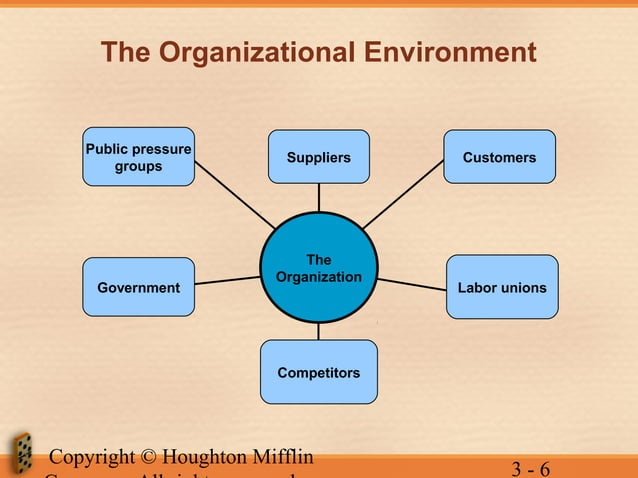 The Organizational Environment
Public pressure
groups
Suppliers
Customers
The
Organization
Government
Labor unions
Competitors
Copyright © Houghton Mifflin
3 - 6